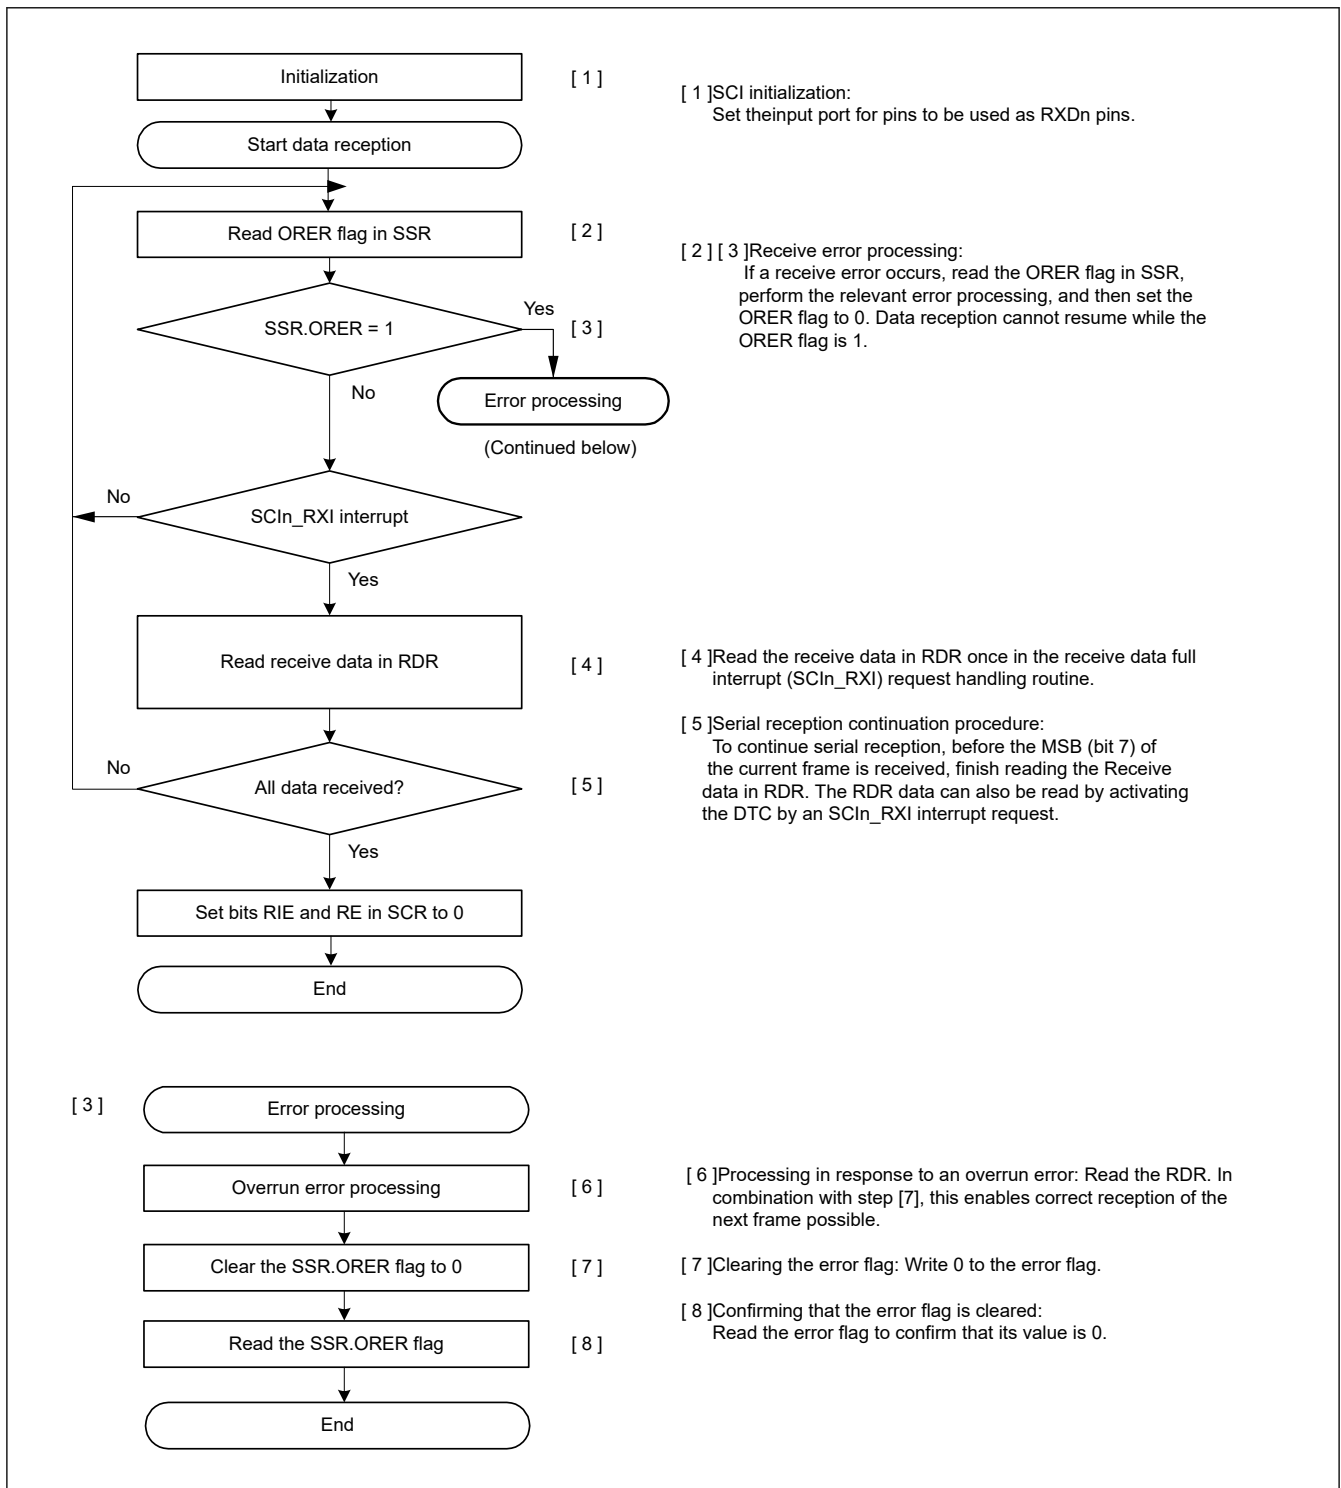 Initialization
[ 1 ]
[ 1 ]SCI initialization:
Set theinput port for pins to be used as RXDn pins.
Start data reception
Read ORER flag in SSR
[ 2 ]
[ 2 ] [ 3 ]Receive error processing:
If a receive error occurs, read the ORER flag in SSR,
perform the relevant error processing, and then set the
ORER flag to 0. Data reception cannot resume while the
ORER flag is 1.
SSR.ORER = 1
Yes
[ 3 ]
No
Error processing
(Continued below)
SCIn_RXI interrupt
No
Yes
Read receive data in RDR
[ 4 ]
[ 4 ]Read the receive data in RDR once in the receive data full
interrupt (SCIn_RXI) request handling routine.
[ 5 ]Serial reception continuation procedure:
To continue serial reception, before the MSB (bit 7) of
the current frame is received, finish reading the Receive
data in RDR. The RDR data can also be read by activating
the DTC by an SCIn_RXI interrupt request.
No
All data received?
[ 5 ]
Yes
Set bits RIE and RE in SCR to 0
End
[ 3 ]
Error processing
Overrun error processing
[ 6 ]
[ 6 ]Processing in response to an overrun error: Read the RDR. In
combination with step [7], this enables correct reception of the
next frame possible.
Clear the SSR.ORER flag to 0
[ 7 ]
[ 7 ]Clearing the error flag: Write 0 to the error flag.
Read the SSR.ORER flag
[ 8 ]
[ 8 ]Confirming that the error flag is cleared:
Read the error flag to confirm that its value is 0.
End